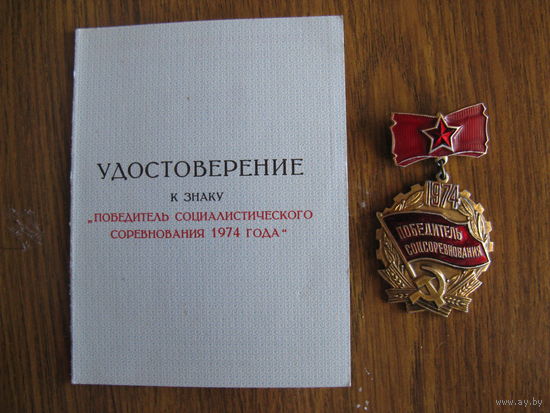 УДОСТОВЕРЕНИЕ
К ЗНАКУ
„ПОБЕДИТЕЛЬ СОЦИАЛИСТИЧЕСКОГО
СОРЕВНОВАНИЯ 1974 ГОДА“
1974
ПОБЕДИТЕЛЬ
СОЦСОРЕВНОВАНИЯ
www.ay.by